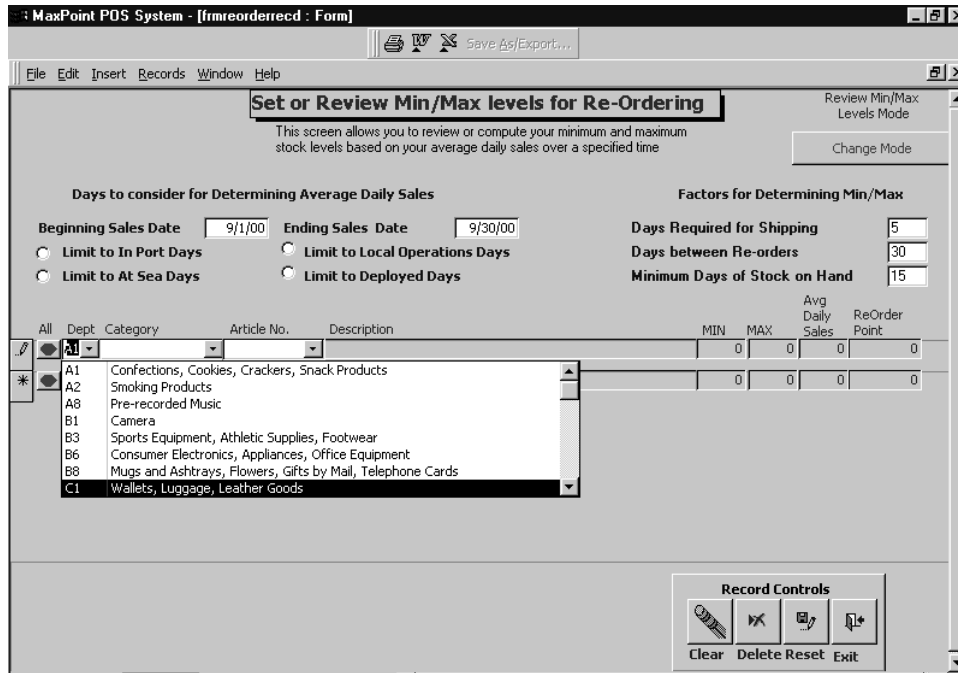 MaxPoint POS System - [frmreorderrecd : Form]
Save As/Export...
File Edit Insert Records Window Help
Set or Review Min/Max levels for Re-Ordering
Review Min/Max
Levels Mode
This screen allows you to review or compute your minimum and maximum
stock levels based on your average daily sales over a specified time
Change Mode
Days to consider for Determining Average Daily Sales
Factors for Determining Min/Max
Beginning Sales Date 9/1/00 Ending Sales Date 9/30/00
Days Required for Shipping 5
Limit to In Port Days Limit to Local Operations Days
Days between Re-orders 30
Limit to At Sea Days Limit to Deployed Days
Minimum Days of Stock on Hand 15
All Dept Category Article No. Description MIN MAX Avg Daily Sales ReOrder Point
A1 0 0 0 0
0 0 0 0
A1 Confections, Cookies, Crackers, Snack Products
A2 Smoking Products
A8 Pre-recorded Music
B1 Camera
B3 Sports Equipment, Athletic Supplies, Footwear
B6 Consumer Electronics, Appliances, Office Equipment
B8 Mugs and Ashtrays, Flowers, Gifts by Mail, Telephone Cards
C1 Wallets, Luggage, Leather Goods
Record Controls
Clear Delete Reset Exit